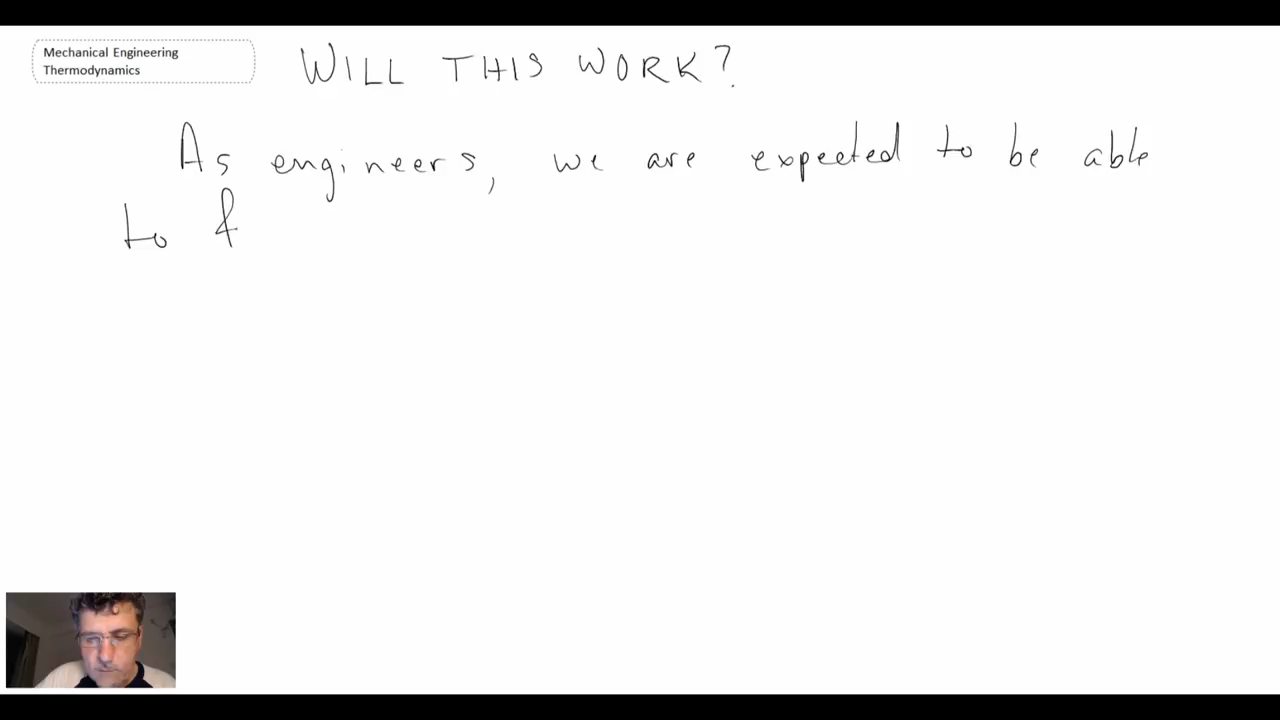 Mechanical Engineering
Thermodynamics
WILL THIS WORK?
As engineers, we are expected to be able
to f